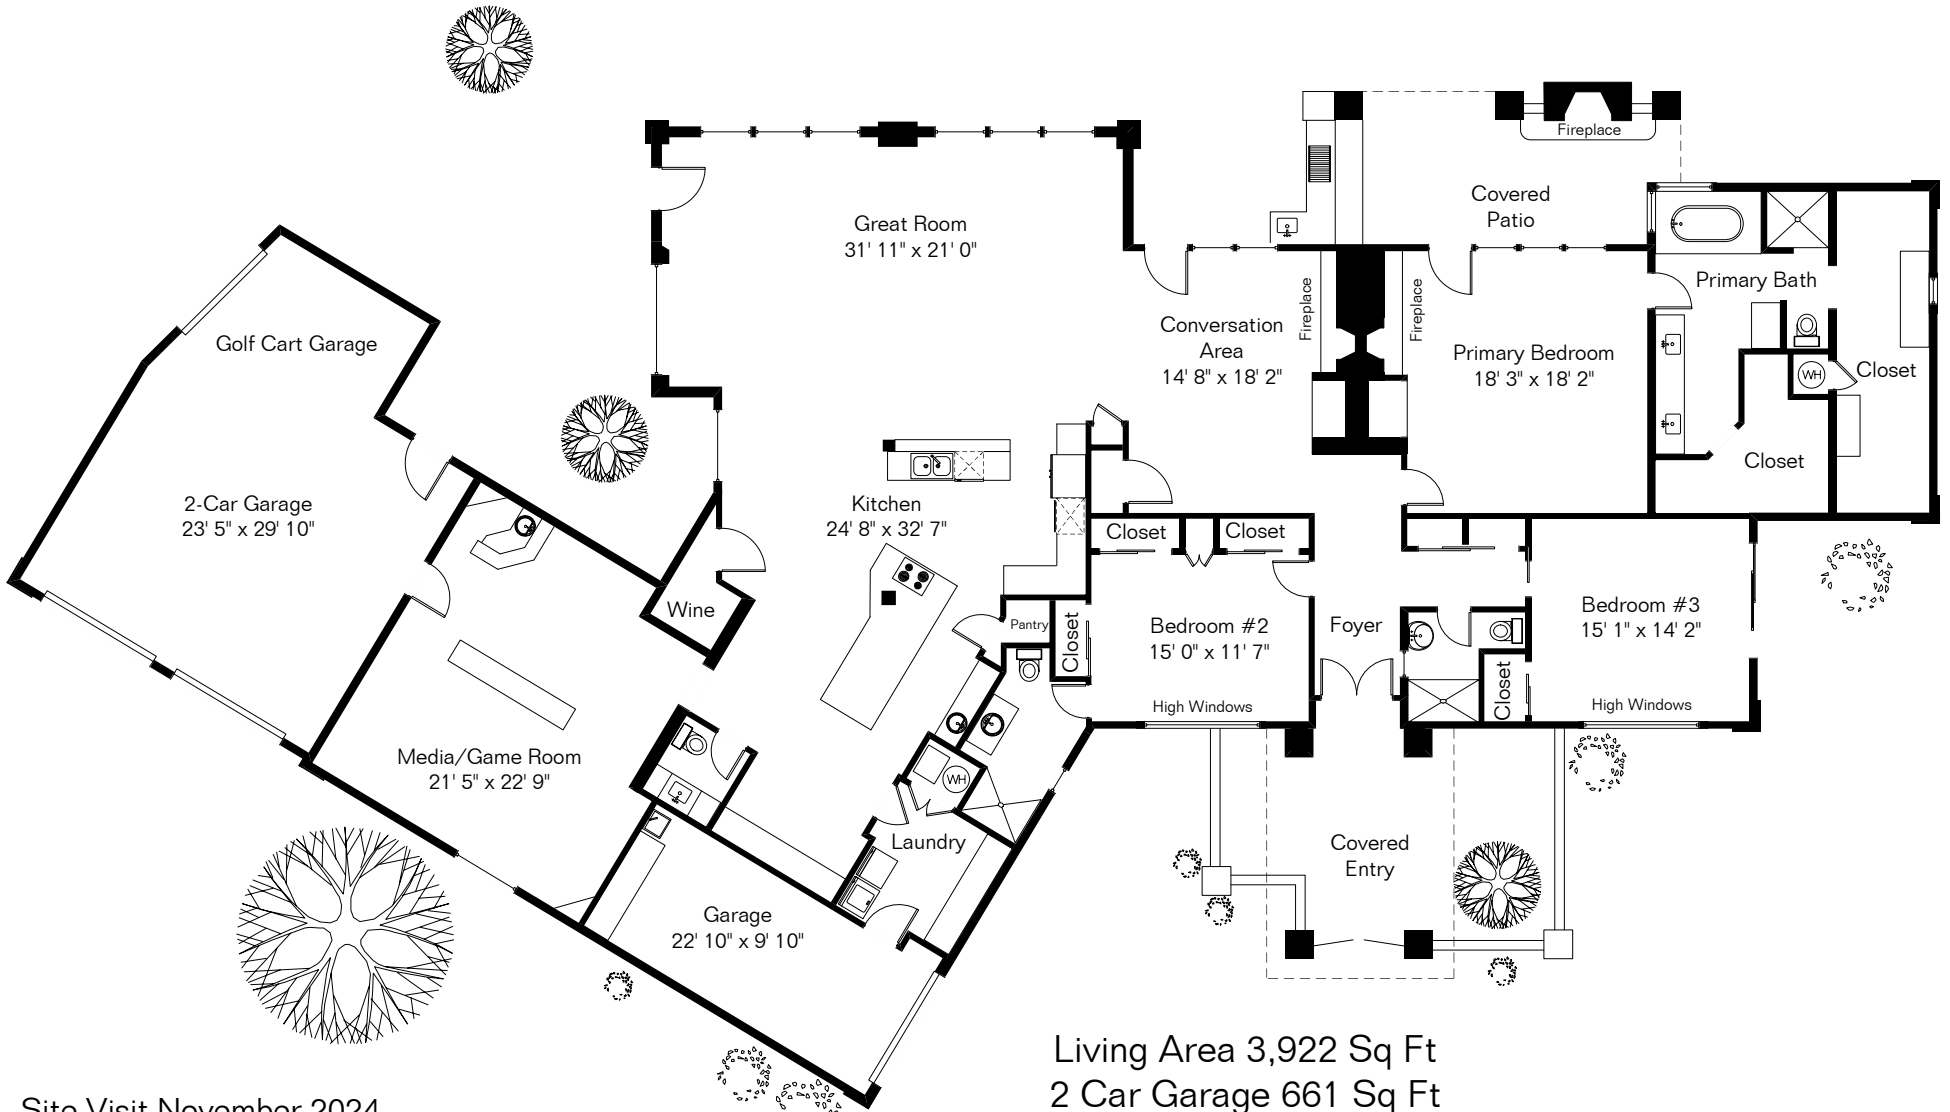 Fireplace
Covered
Patio
Great Room
31' 11" x 21' 0"
Primary Bath
Golf Cart Garage
Fireplace
Fireplace
Conversation
Area
14' 8" x 18' 2"
Primary Bedroom
18' 3" x 18' 2"
WH
Closet
Closet
2-Car Garage
23' 5" x 29' 10"
Kitchen
24' 8" x 32' 7"
Closet
Closet
Wine
Pantry
Closet
Bedroom #2
15' 0" x 11' 7"
High Windows
Foyer
Bedroom #3
15' 1" x 14' 2"
Closet
High Windows
Media/Game Room
21' 5" x 22' 9"
WH
Laundry
Covered
Entry
Garage
22' 10" x 9' 10"
Living Area 3,922 Sq Ft
2 Car Garage 661 Sq Ft
Site Visit November 2024